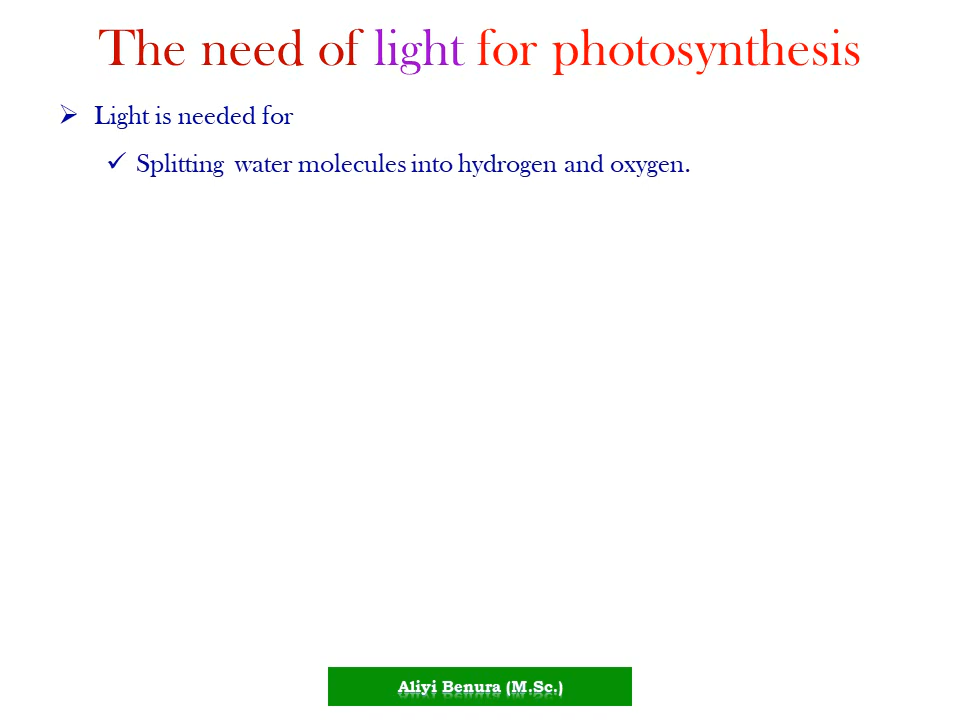 The need of light for photosynthesis
Light is needed for
Splitting water molecules into hydrogen and oxygen.
Aliyi Benura (M.Sc.)